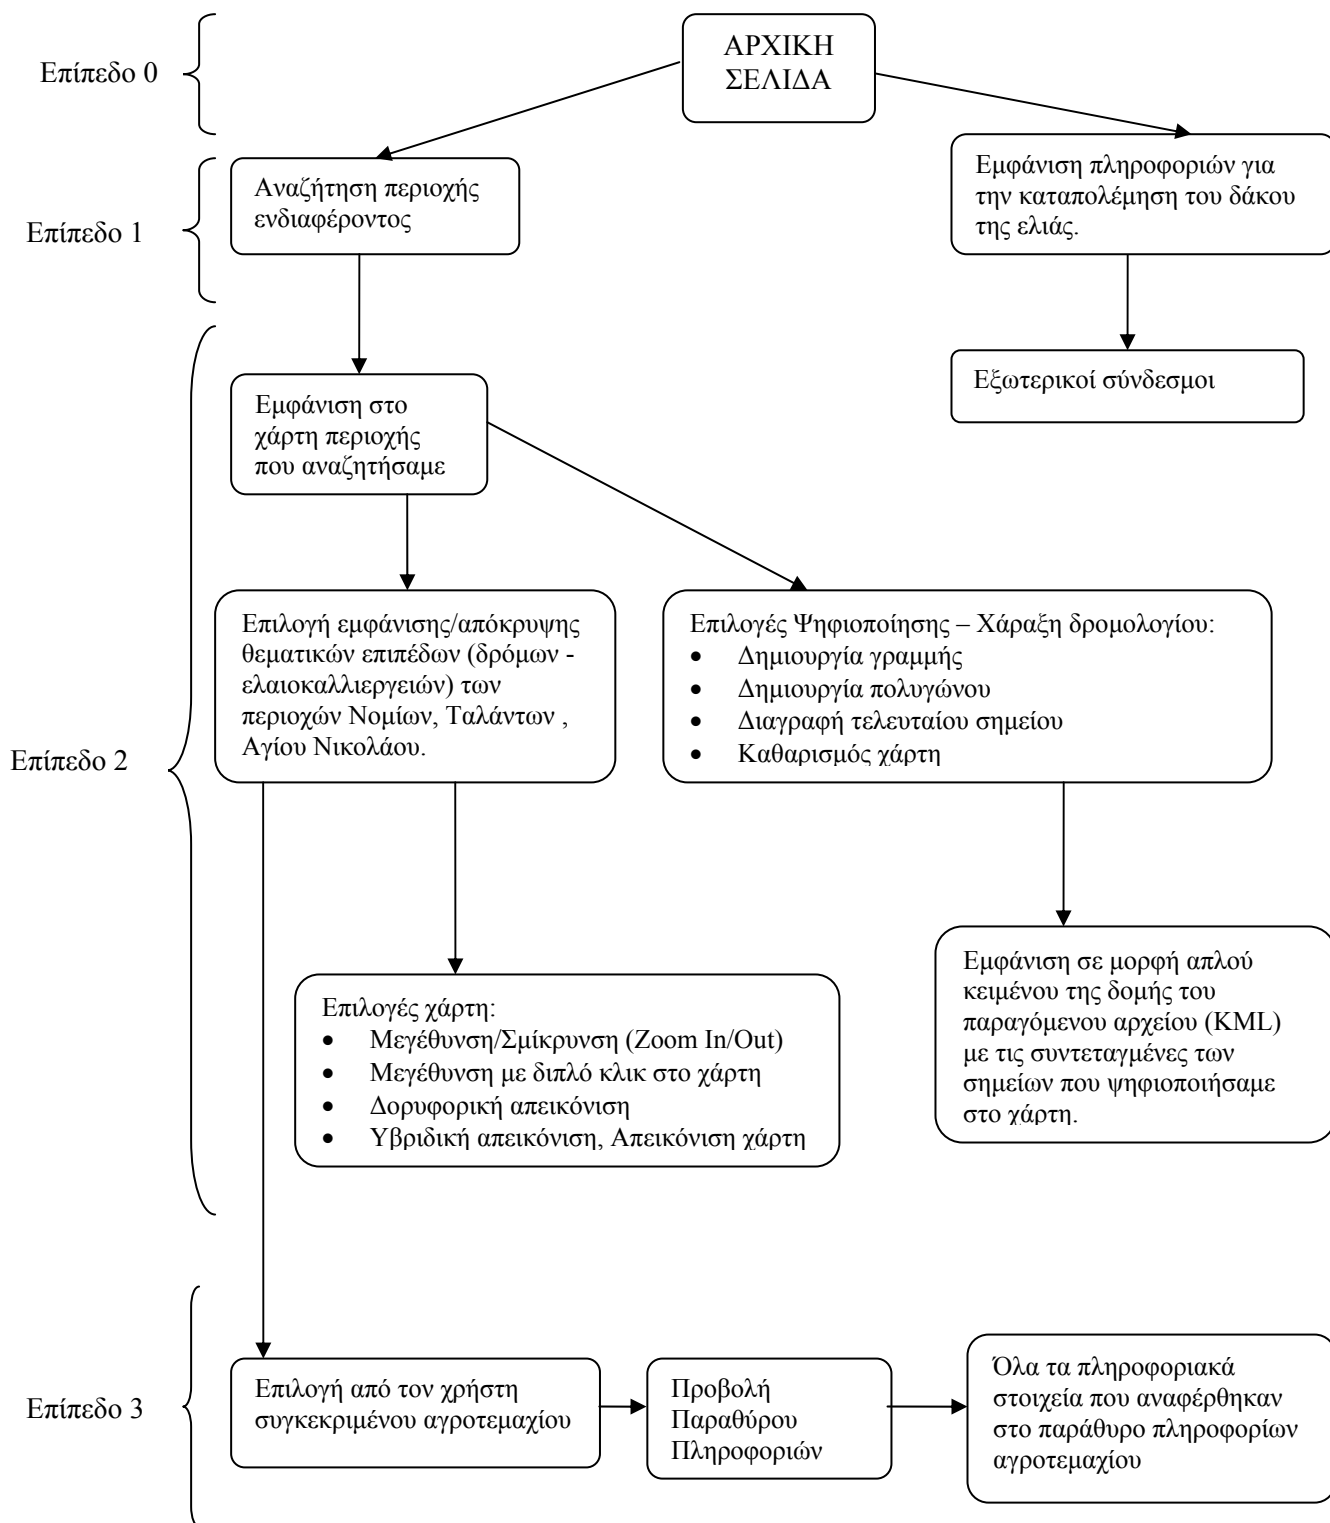 ΑΡΧΙΚΗ
ΣΕΛΙΔΑ
Επίπεδο 0
Επίπεδο 1
Αναζήτηση περιοχής
ενδιαφέροντος
Εμφάνιση πληροφοριών για
την καταπολέμηση του δάκου
της ελιάς.
Εξωτερικοί σύνδεσμοι
Επίπεδο 2
Εμφάνιση στο
χάρτη περιοχής
που αναζητήσαμε
Επιλογή εμφάνισης/απόκρυψης
θεματικών επιπέδων (δρόμων -
ελαιοκαλλιεργειών) των
περιοχών Νομίων, Ταλάντων ,
Αγίου Νικολάου.
Επιλογές Ψηφιοποίησης – Χάραξη δρομολογίου:
• Δημιουργία γραμμής
• Δημιουργία πολυγώνου
• Διαγραφή τελευταίου σημείου
• Καθαρισμός χάρτη
Επιλογές χάρτη:
• Μεγέθυνση/Σμίκρυνση (Zoom In/Out)
• Μεγέθυνση με διπλό κλικ στο χάρτη
• Δορυφορική απεικόνιση
• Υβριδική απεικόνιση, Απεικόνιση χάρτη
Εμφάνιση σε μορφή απλού
κειμένου της δομής του
παραγόμενου αρχείου (KML)
με τις συντεταγμένες των
σημείων που ψηφιοποιήσαμε
στο χάρτη.
Επίπεδο 3
Επιλογή από τον χρήστη
συγκεκριμένου αγροτεμαχίου
Προβολή
Παραθύρου
Πληροφοριών
Όλα τα πληροφοριακά
στοιχεία που αναφέρθηκαν
στο παράθυρο πληροφορίων
αγροτεμαχίου